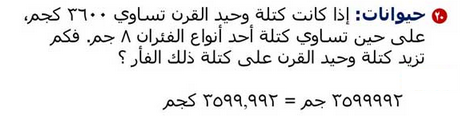 ٢٠ حيوانات: إذا كانت كتلة وحيد القرن تساوي ٣٦٠٠ كجم،
على حين تساوي كتلة أحد أنواع الفئران ٨ جم. فكم
تزيد كتلة وحيد القرن على كتلة ذلك الفأر؟
٣٥٩٩٩٩٢ جم = ٣٥٩٩,٩٩٢ كجم